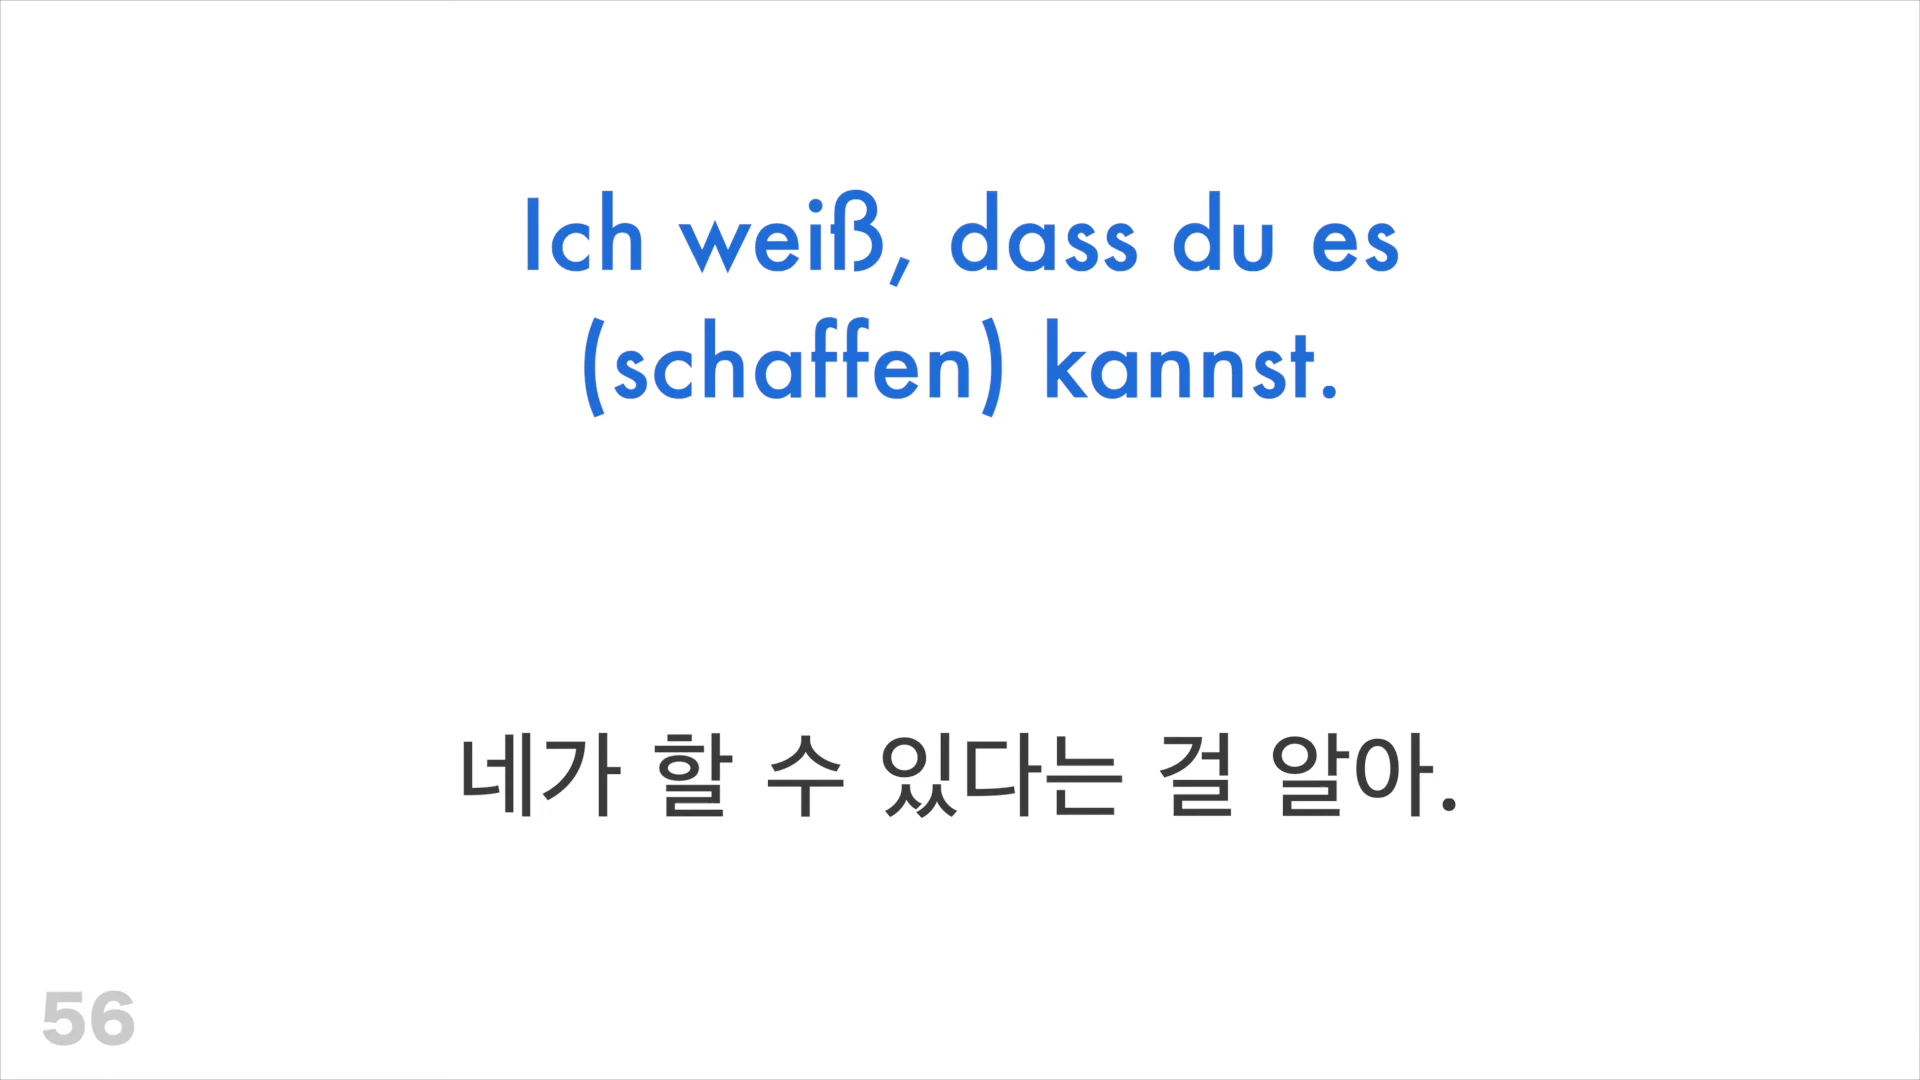 Ich weiß, dass du es
(schaffen) kannst.
네가 할 수 있다는 걸 알아.
56